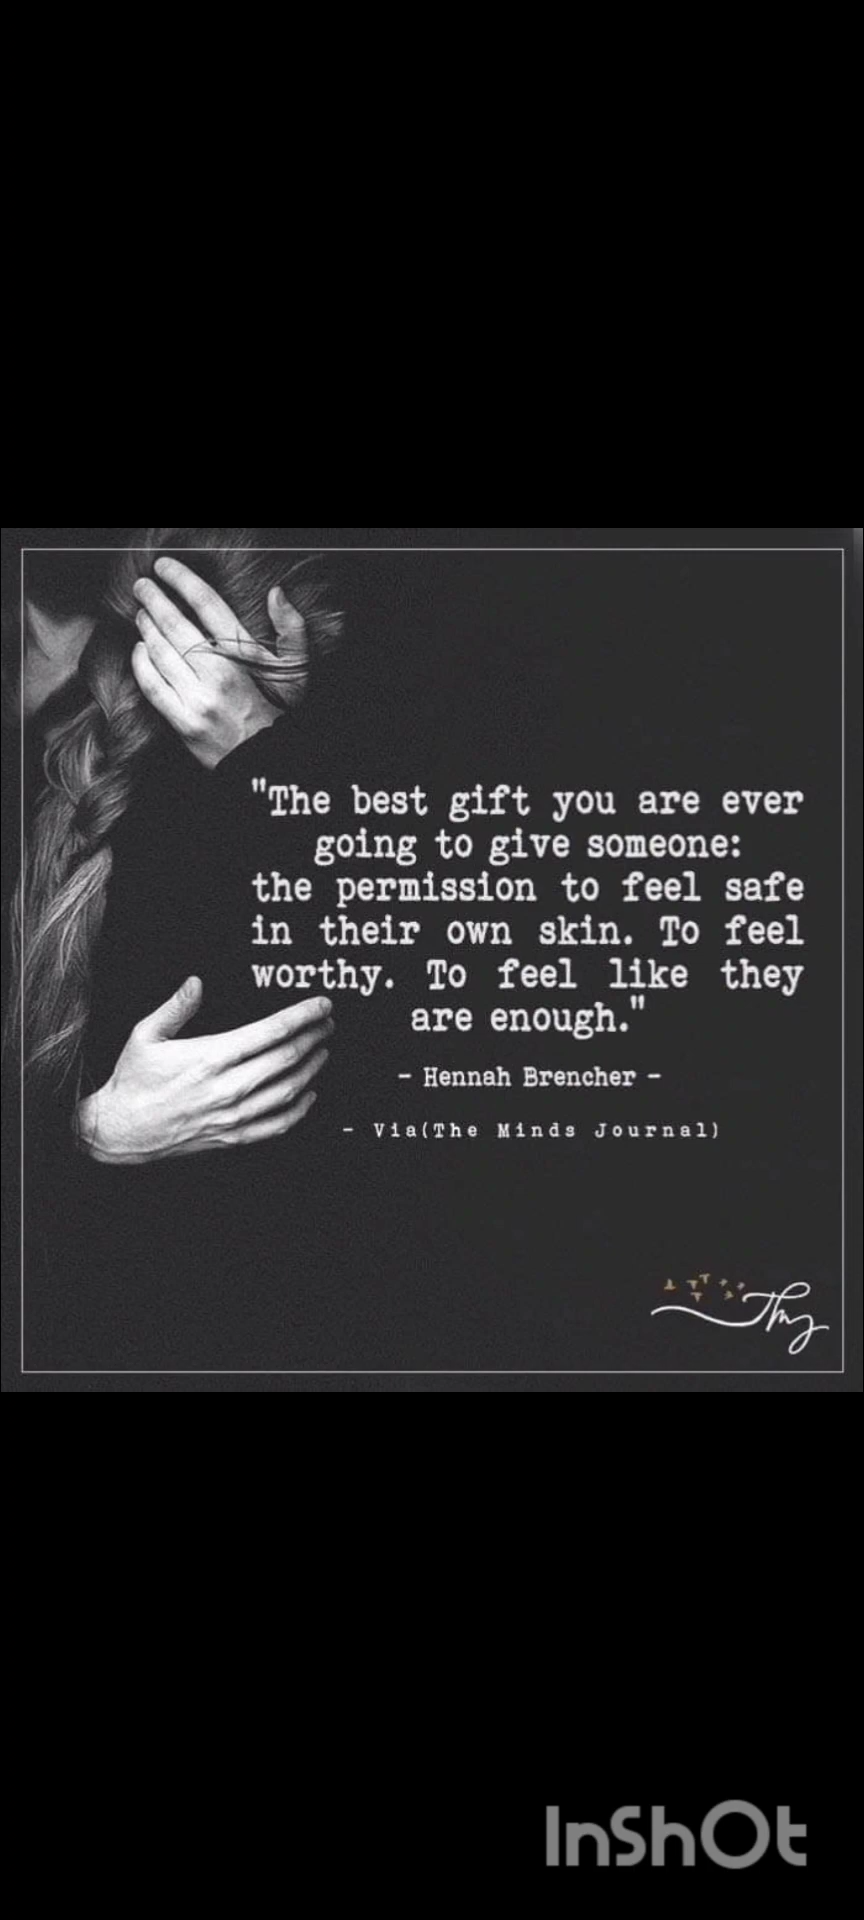 "The best gift you are ever
going to give someone:
the permission to feel safe
in their own skin. To feel
worthy. To feel like they
are enough."
- Hennah Brencher -
- Via(The Minds Journal)
Thmj
InShOt